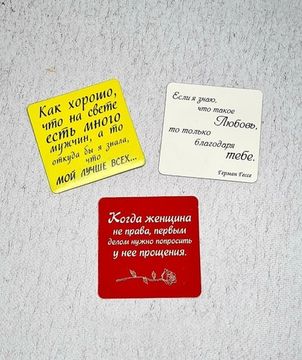 Как хорошо,
что на свете
есть много
мужчин, а то
откуда бы я знала,
что
МОЙ ЛУЧШЕ ВСЕХ...
Если я знаю,
что такое
Любовь,
то только
благодаря
тебе.
Герман Гессе
Когда женщина
не права, первым
делом нужно попросить
у нее прощения.